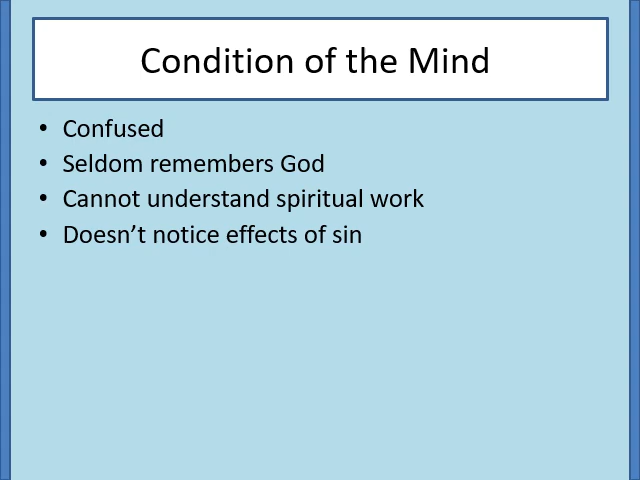 Condition of the Mind
• Confused
• Seldom remembers God
• Cannot understand spiritual work
• Doesn’t notice effects of sin